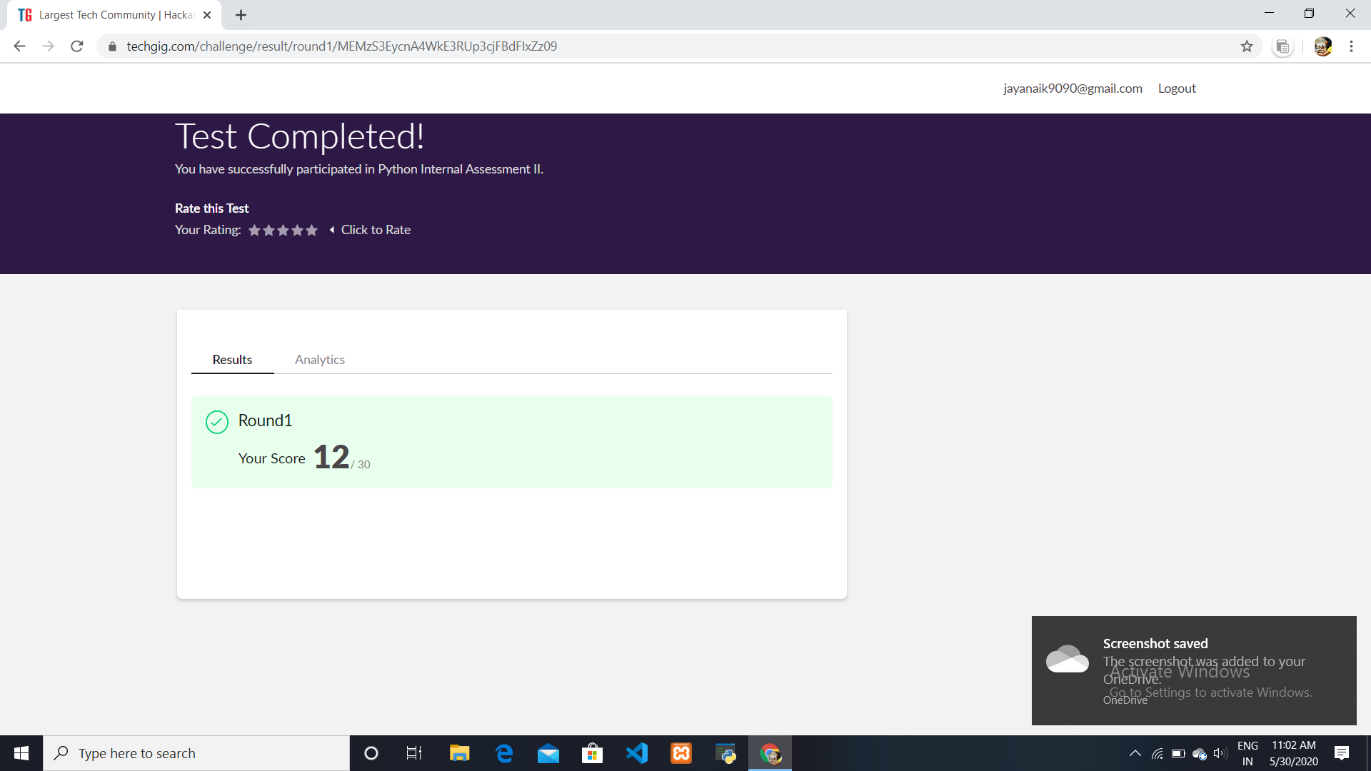 TG Largest Tech Community | Hacka
techgig.com/challenge/result/round1/MEMzS3EycnA4WkE3RUp3cjFBdFIxZz09
jayanaik9090@gmail.com Logout
Test Completed!
You have successfully participated in Python Internal Assessment II.
Rate this Test
Your Rating: Click to Rate
Results Analytics
Round1
Your Score 12 / 30
Screenshot saved
The screenshot was added to your
OneDrive.
OneDrive
Activate Windows
Go to Settings to activate Windows.
Type here to search
ENG
IN
11:02 AM
5/30/2020